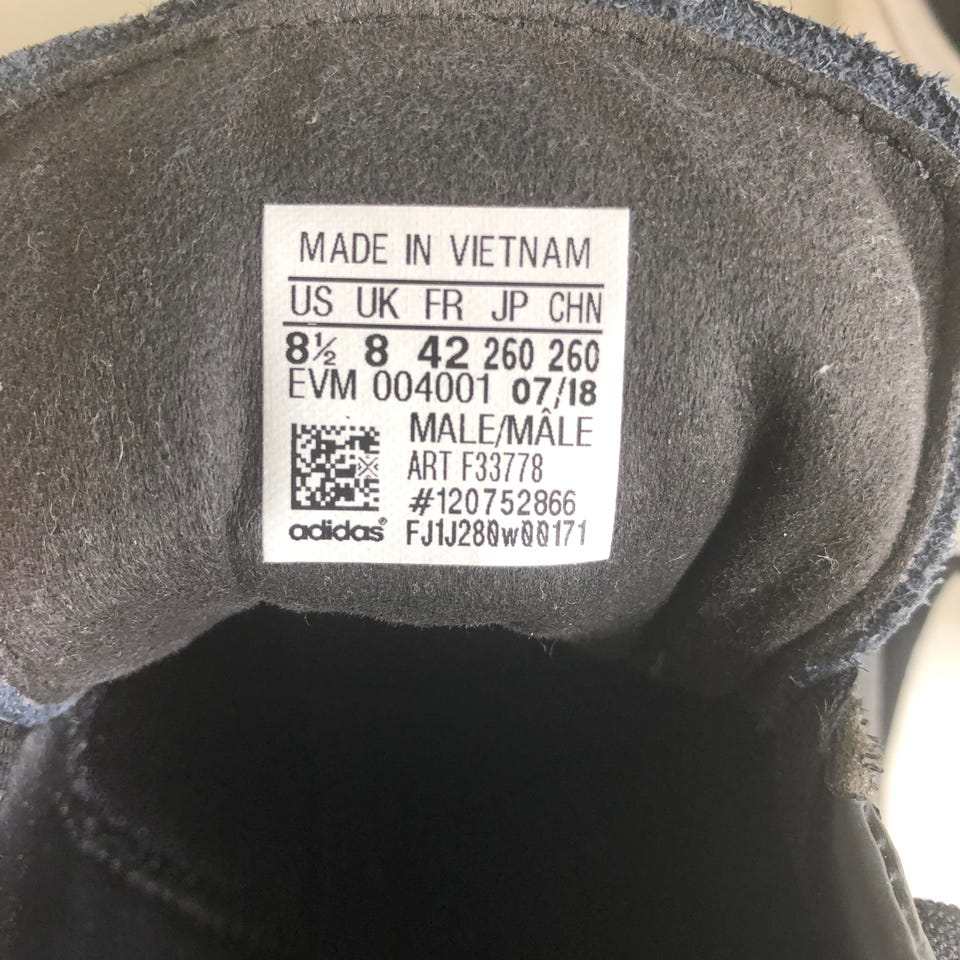 MADE IN VIETNAM
US UK FR JP CHN
8½ 8 42 260 260
EVM 004001 07/18
MALE/MÂLE
ART F33778
#120752866
adidas® FJ1J280w00171